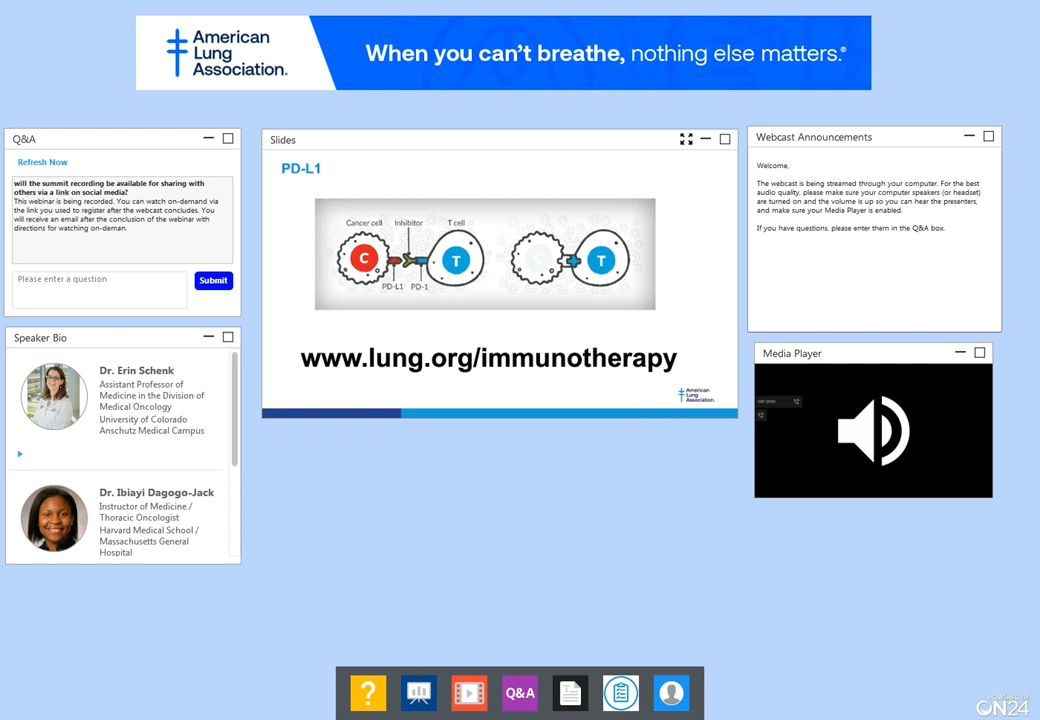 American
Lung
Association.
When you can't breathe, nothing else matters.®
Q&A
Refresh Now
will the summit recording be available for sharing with
others via a link on social media?
This webinar is being recorded. You can watch on-demand via
the link you used to register after the webcast concludes. You
will receive an email after the conclusion of the webinar with
directions for watching on-deman.
Please enter a question
Submit
Speaker Bio
Dr. Erin Schenk
Assistant Professor of
Medicine in the Division of
Medical Oncology
University of Colorado
Anschutz Medical Campus
Dr. Ibiayi Dagogo-Jack
Instructor of Medicine /
Thoracic Oncologist
Harvard Medical School /
Massachusetts General
Hospital
Slides
PD-L1
Cancer cell Inhibitor T cell
C T C T
PD-L1 PD-1
www.lung.org/immunotherapy
American
Lung
Association.
Webcast Announcements
Welcome,
The webcast is being streamed through your computer. For the best
audio quality, please make sure your computer speakers (or headset)
are turned on and the volume is up so you can hear the presenters,
and make sure your Media Player is enabled.
If you have questions, please enter them in the Q&A box.
Media Player
?
Q&A
POWERED BY
ON24